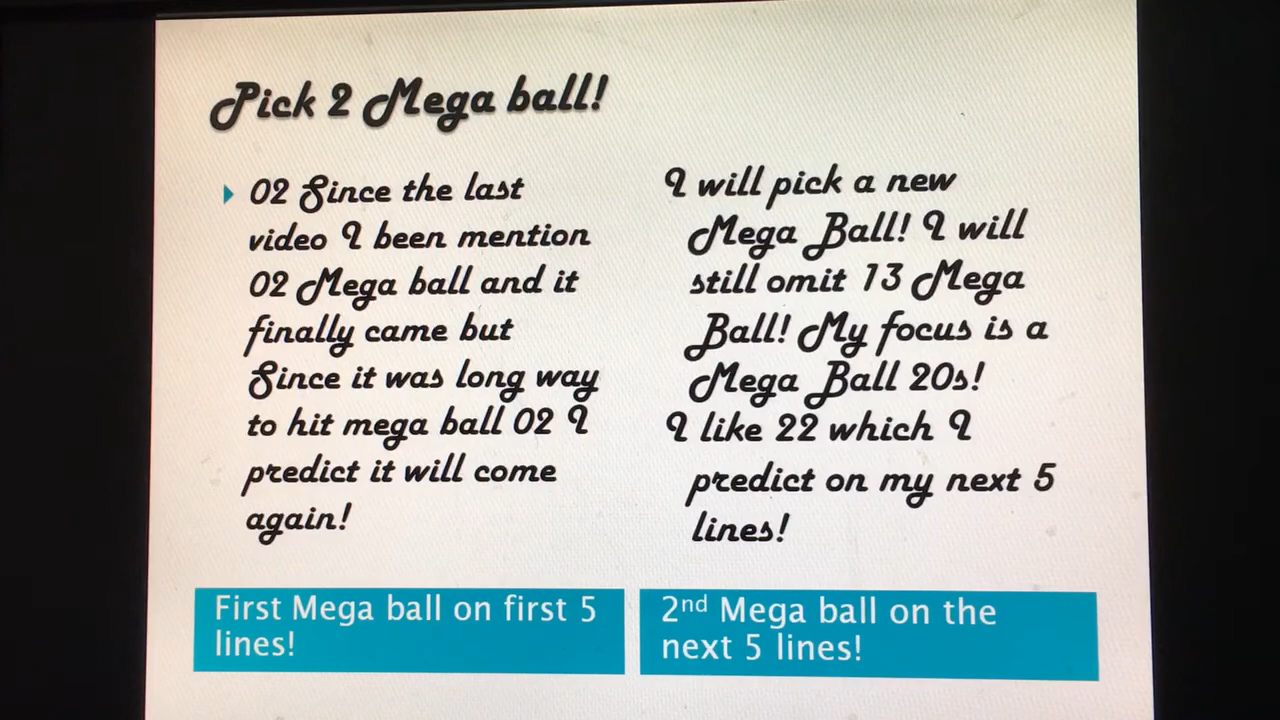 Pick 2 Mega ball!
02 Since the last
video I been mention
02 Mega ball and it
finally came but
Since it was long way
to hit mega ball 02 I
predict it will come
again!
I will pick a new
Mega Ball! I will
still omit 13 Mega
Ball! My focus is a
Mega Ball 20s!
I like 22 which I
predict on my next 5
lines!
First Mega ball on first 5
lines!
2nd Mega ball on the
next 5 lines!